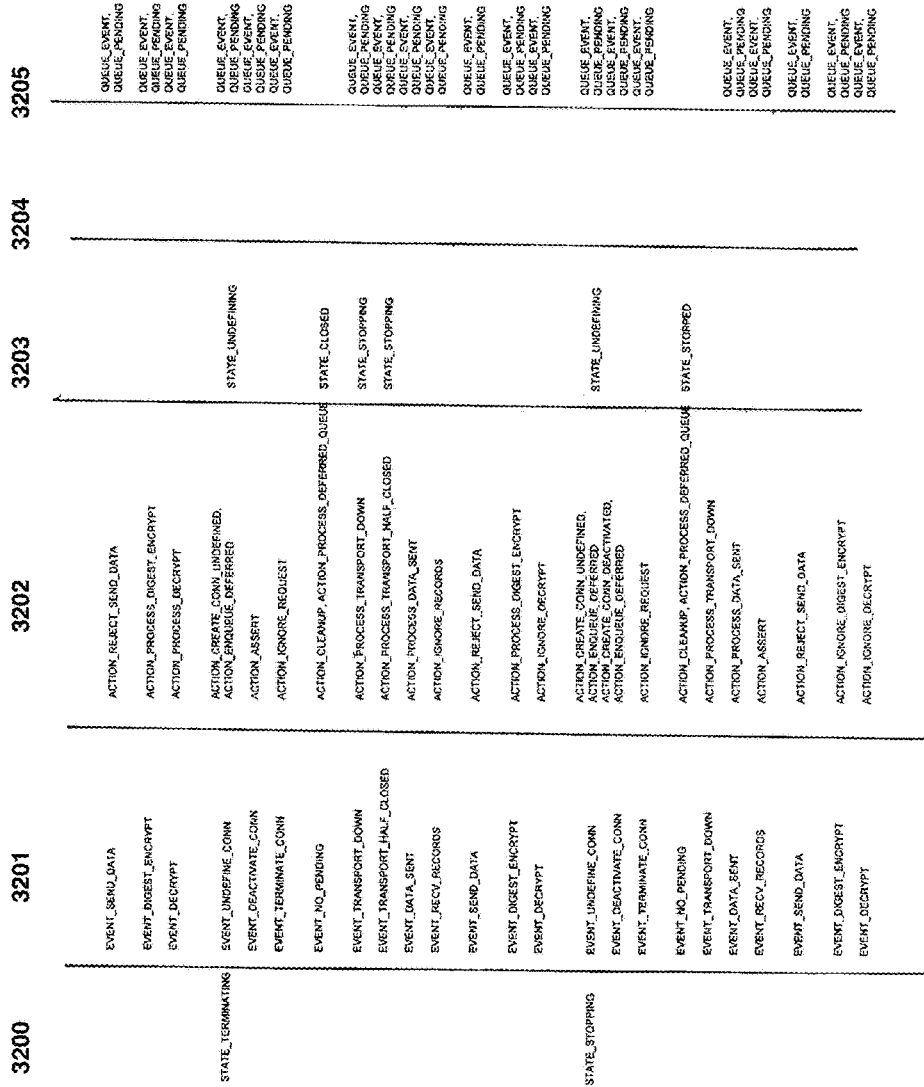 3200 3201 3202 3203 3204 3205
EVENT_SEND_DATA ACTION_REJECT_SEND_DATA QUEUE_EVENT,
QUEUE_PENDING
EVENT_DIGEST_ENCRYPT ACTION_PROCESS_DIGEST_ENCRYPT QUEUE_EVENT,
QUEUE_PENDING
EVENT_DECRYPT ACTION_PROCESS_DECRYPT QUEUE_EVENT,
QUEUE_PENDING
STATE_TERMINATING EVENT_UNDEFINE_CONN ACTION_CREATE_CONN_UNDEFINED, STATE_UNDEFINING QUEUE_EVENT,
ACTION_ENQUEUE_DEFERRED QUEUE_PENDING
EVENT_DEACTIVATE_CONN ACTION_ASSERT QUEUE_EVENT,
QUEUE_PENDING
EVENT_TERMINATE_CONN ACTION_IGNORE_REQUEST QUEUE_EVENT,
QUEUE_PENDING
EVENT_NO_PENDING ACTION_CLEANUP, ACTION_PROCESS_DEFERRED_QUEUE STATE_CLOSED
EVENT_TRANSPORT_DOWN ACTION_PROCESS_TRANSPORT_DOWN STATE_STOPPING QUEUE_EVENT,
QUEUE_PENDING
EVENT_TRANSPORT_HALF_CLOSED ACTION_PROCESS_TRANSPORT_HALF_CLOSED STATE_STOPPING QUEUE_EVENT,
QUEUE_PENDING
EVENT_DATA_SENT ACTION_PROCESS_DATA_SENT QUEUE_EVENT,
QUEUE_PENDING
EVENT_RECV_RECORDS ACTION_IGNORE_RECORDS QUEUE_EVENT,
QUEUE_PENDING
EVENT_SEND_DATA ACTION_REJECT_SEND_DATA QUEUE_EVENT,
QUEUE_PENDING
EVENT_DIGEST_ENCRYPT ACTION_PROCESS_DIGEST_ENCRYPT QUEUE_EVENT,
QUEUE_PENDING
EVENT_DECRYPT ACTION_IGNORE_DECRYPT QUEUE_EVENT,
QUEUE_PENDING
STATE_STOPPING EVENT_UNDEFINE_CONN ACTION_CREATE_CONN_UNDEFINED, STATE_UNDEFINING QUEUE_EVENT,
ACTION_ENQUEUE_DEFERRED QUEUE_PENDING
EVENT_DEACTIVATE_CONN ACTION_CREATE_CONN_DEACTIVATED, QUEUE_EVENT,
ACTION_ENQUEUE_DEFERRED QUEUE_PENDING
EVENT_TERMINATE_CONN ACTION_IGNORE_REQUEST QUEUE_EVENT,
QUEUE_PENDING
EVENT_NO_PENDING ACTION_CLEANUP, ACTION_PROCESS_DEFERRED_QUEUE STATE_STOPPED
EVENT_TRANSPORT_DOWN ACTION_PROCESS_TRANSPORT_DOWN
EVENT_DATA_SENT ACTION_PROCESS_DATA_SENT QUEUE_EVENT,
QUEUE_PENDING
EVENT_RECV_RECORDS ACTION_ASSERT QUEUE_EVENT,
QUEUE_PENDING
EVENT_SEND_DATA ACTION_REJECT_SEND_DATA QUEUE_EVENT,
QUEUE_PENDING
EVENT_DIGEST_ENCRYPT ACTION_IGNORE_DIGEST_ENCRYPT QUEUE_EVENT,
QUEUE_PENDING
EVENT_DECRYPT ACTION_IGNORE_DECRYPT QUEUE_EVENT,
QUEUE_PENDING